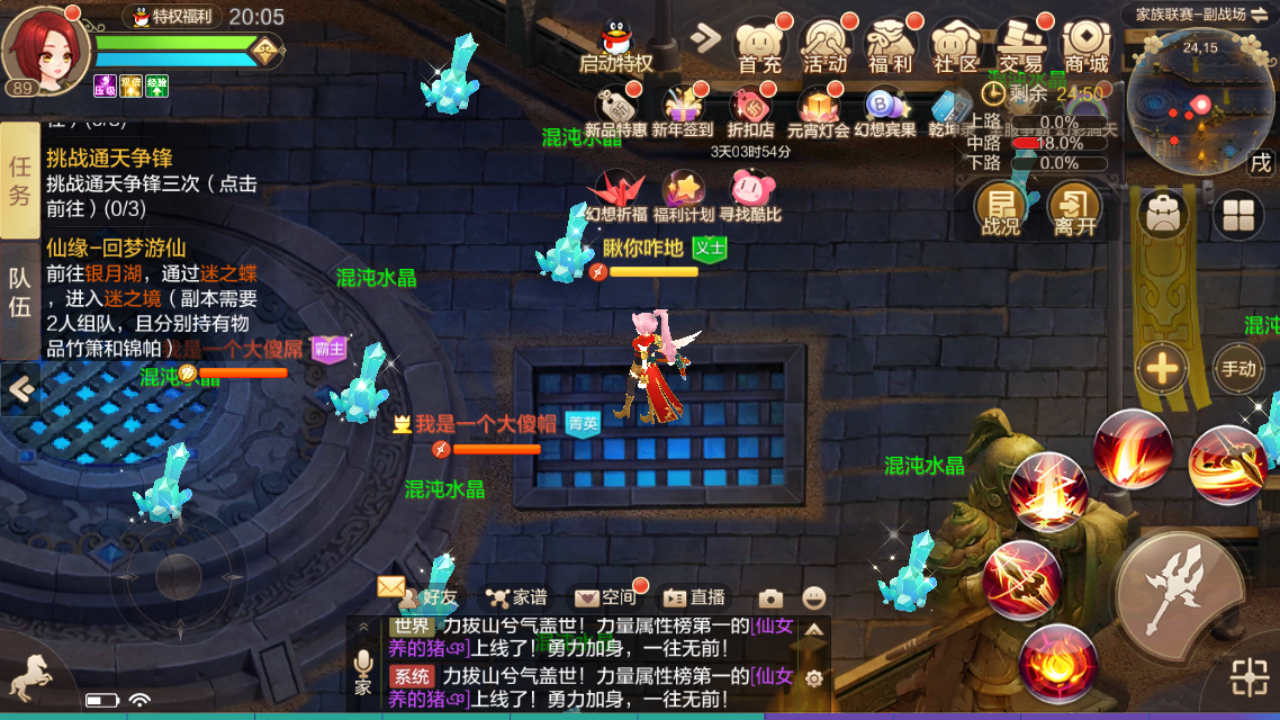 特权福利 20:05
89
压级 双倍 经验
家族联赛-副战场
24,15
启动特权
首充 活动 福利 社区 交易 商城
剩余 24:50
新品特惠 新年签到 折扣店 元宵灯会 幻想宾果
3天03时54分
上路 0.0%
中路 18.0%
下路 0.0%
战况 离开
戌
幻想祈福 福利计划 寻找酷比
任务
队伍
挑战通天争锋
挑战通天争锋三次（点击
前往）(0/3)
仙缘-回梦游仙
前往银月湖，通过迷之蝶
，进入迷之境（副本需要
2人组队，且分别持有物
品竹箫和锦帕）
混沌水晶
瞅你咋地 义士
混沌水晶
是一个大傻屌 霸主
混沌水晶
我是一个大傻帽 菁英
混沌水晶
混沌水晶
手动
好友 家谱 空间 直播
家
世界 力拔山兮气盖世！力量属性榜第一的[仙女
养的猪]上线了！勇力加身，一往无前！
系统 力拔山兮气盖世！力量属性榜第一的[仙女
养的猪]上线了！勇力加身，一往无前！